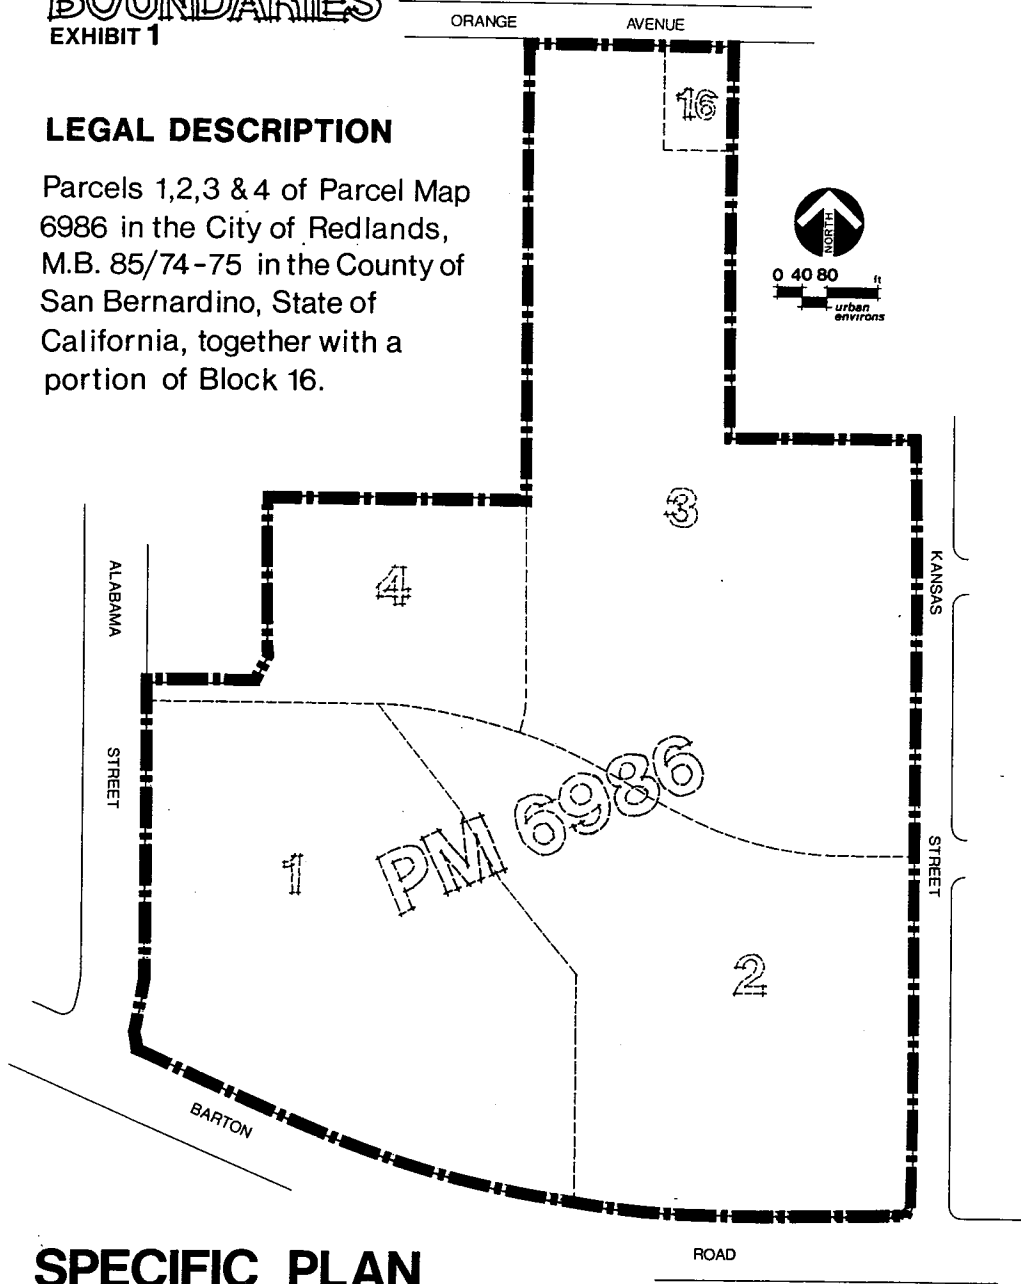 BOUNDARIES
EXHIBIT 1
ORANGE AVENUE
16
LEGAL DESCRIPTION
Parcels 1,2,3 & 4 of Parcel Map
6986 in the City of Redlands,
M.B. 85/74-75 in the County of
San Bernardino, State of
California, together with a
portion of Block 16.
NORTH
0 40 80 ft
urban
environs
3
4
ALABAMA
STREET
KANSAS
STREET
PM 6986
1
2
BARTON
ROAD
SPECIFIC PLAN